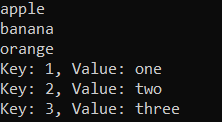 apple
banana
orange
Key: 1, Value: one
Key: 2, Value: two
Key: 3, Value: three